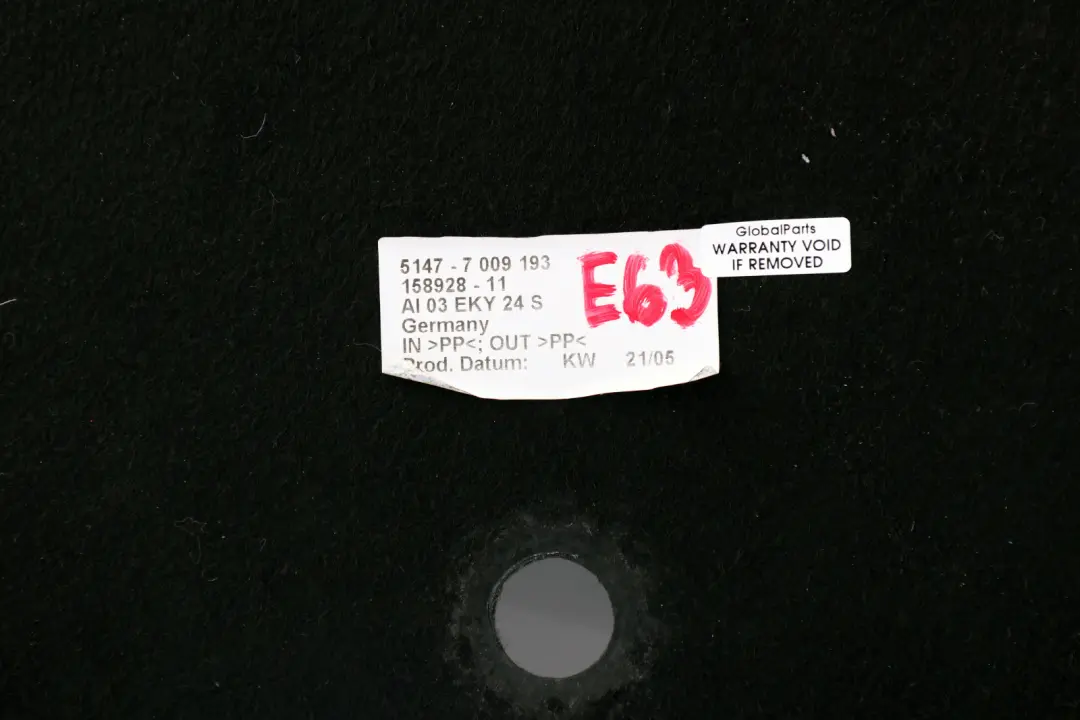 5147 - 7 009 193
158928 - 11
AI 03 EKY 24 S
Germany
IN >PP<; OUT >PP<
Prod. Datum: KW 21/05
E63
GlobalParts
WARRANTY VOID
IF REMOVED